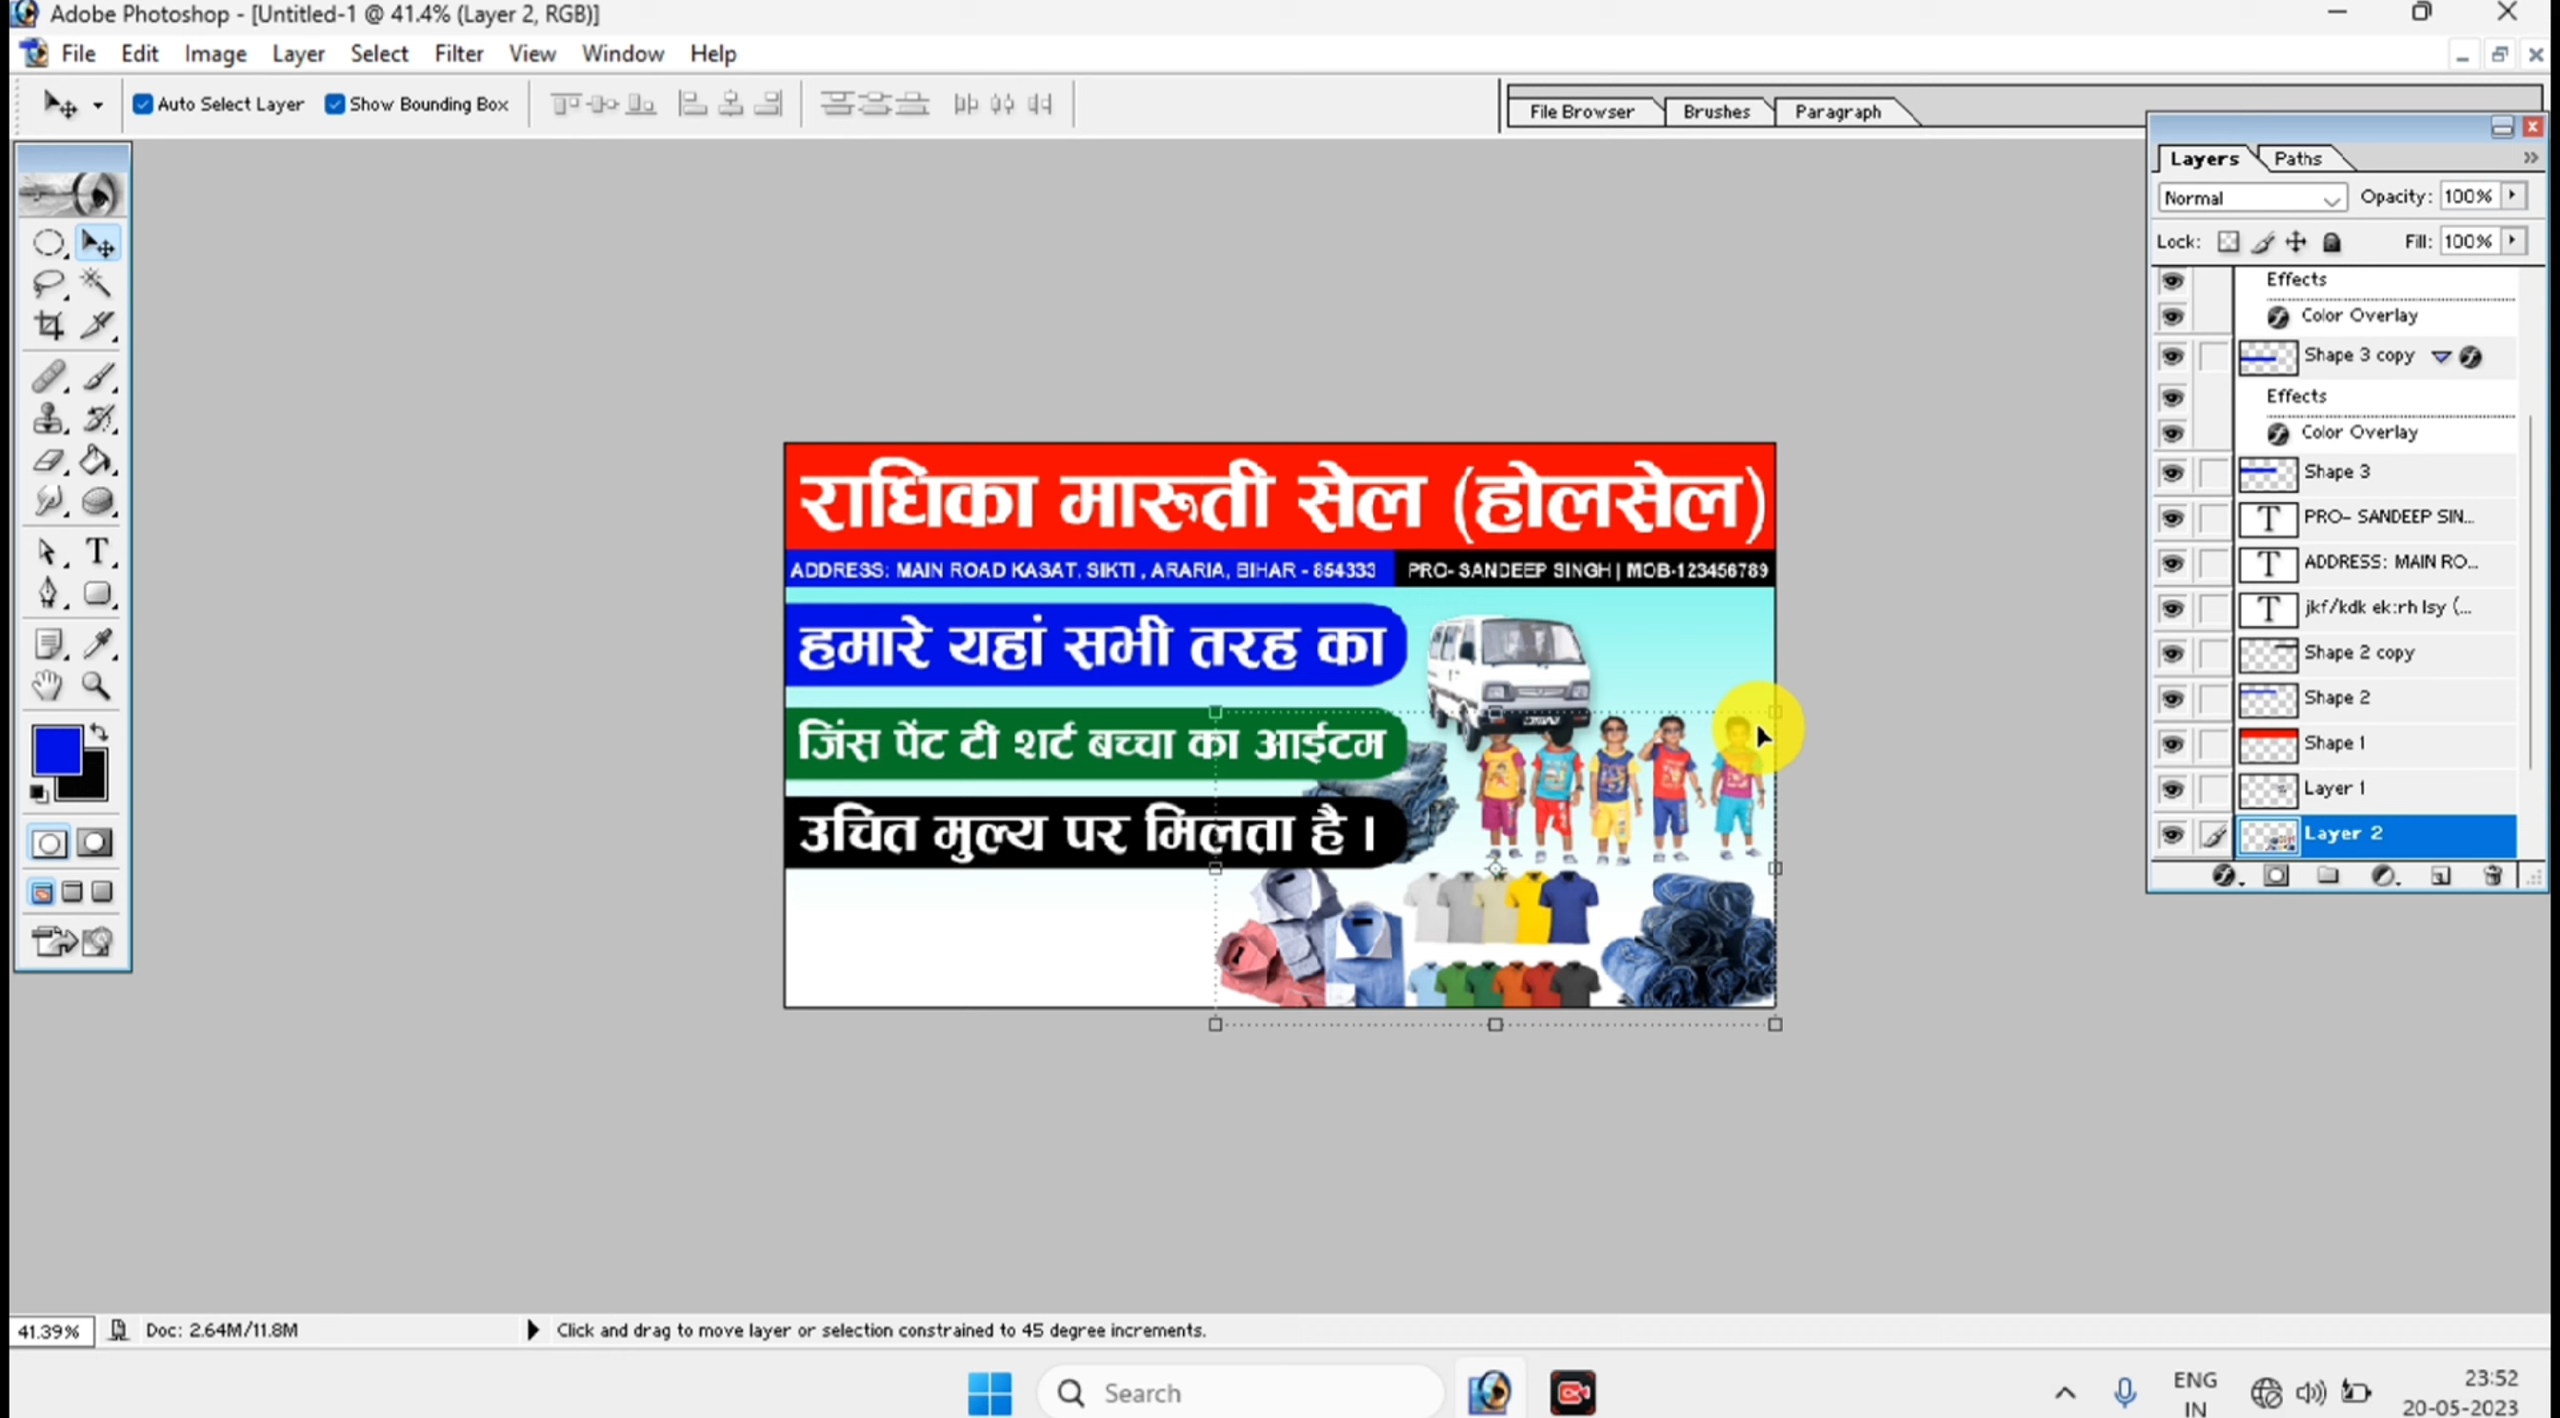 Adobe Photoshop - [Untitled-1 @ 41.4% (Layer 2, RGB)]
File Edit Image Layer Select Filter View Window Help
Auto Select Layer Show Bounding Box
File Browser Brushes Paragraph
Layers Paths
Normal Opacity: 100%
Lock: Fill: 100%
Effects
Color Overlay
Shape 3 copy
Effects
Color Overlay
Shape 3
PRO- SANDEEP SIN...
ADDRESS: MAIN RO...
jkf/kdk ek:rh lsy (...
Shape 2 copy
Shape 2
Shape 1
Layer 1
Layer 2
राधिका मारुती सेल (होलसेल)
ADDRESS: MAIN ROAD KASAT, SIKTI , ARARIA, BIHAR - 854333
PRO- SANDEEP SINGH | MOB-123456789
हमारे यहां सभी तरह का
जिंस पेंट टी शर्ट बच्चा का आईटम
उचित मुल्य पर मिलता है ।
41.39% Doc: 2.64M/11.8M Click and drag to move layer or selection constrained to 45 degree increments.
Search
ENG
IN
23:52
20-05-2023